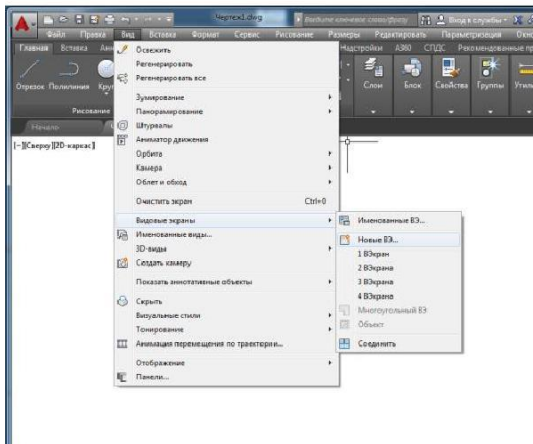 Чертеж1.dwg
Введите ключевое слово/фразу
Вход в службы
Файл Правка Вид Вставка Формат Сервис Рисование Размеры Редактировать Параметризация Окно
Главная Вставка Надстройки A360 СПДС Рекомендованные
Отрезок Полилиния Слои Блок Свойства Группы
Рисование
Начало
[−][Сверху][2D-каркас]
Освежить
Регенерировать
Регенерировать все
Зумирование
Панорамирование
Штурвалы
Аниматор движения
Орбита
Камера
Облет и обход
Очистить экран Ctrl+0
Видовые экраны
Именованные виды...
3D-виды
Создать камеру
Показать аннотативные объекты
Скрыть
Визуальные стили
Тонирование
Анимация перемещения по траектории...
Отображение
Панели...
Именованные ВЭ...
Новые ВЭ...
1 ВЭкран
2 ВЭкрана
3 ВЭкрана
4 ВЭкрана
Многоугольный ВЭ
Объект
Соединить